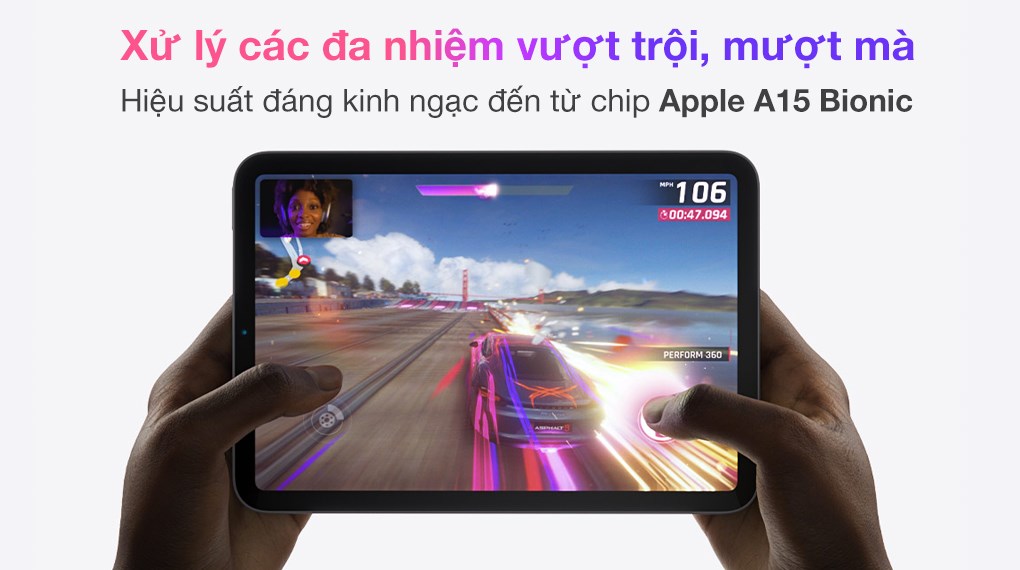 Xử lý các đa nhiệm vượt trội, mượt mà
Hiệu suất đáng kinh ngạc đến từ chip Apple A15 Bionic
MPH 106
00:47.094
PERFORM 360
ASPHALT